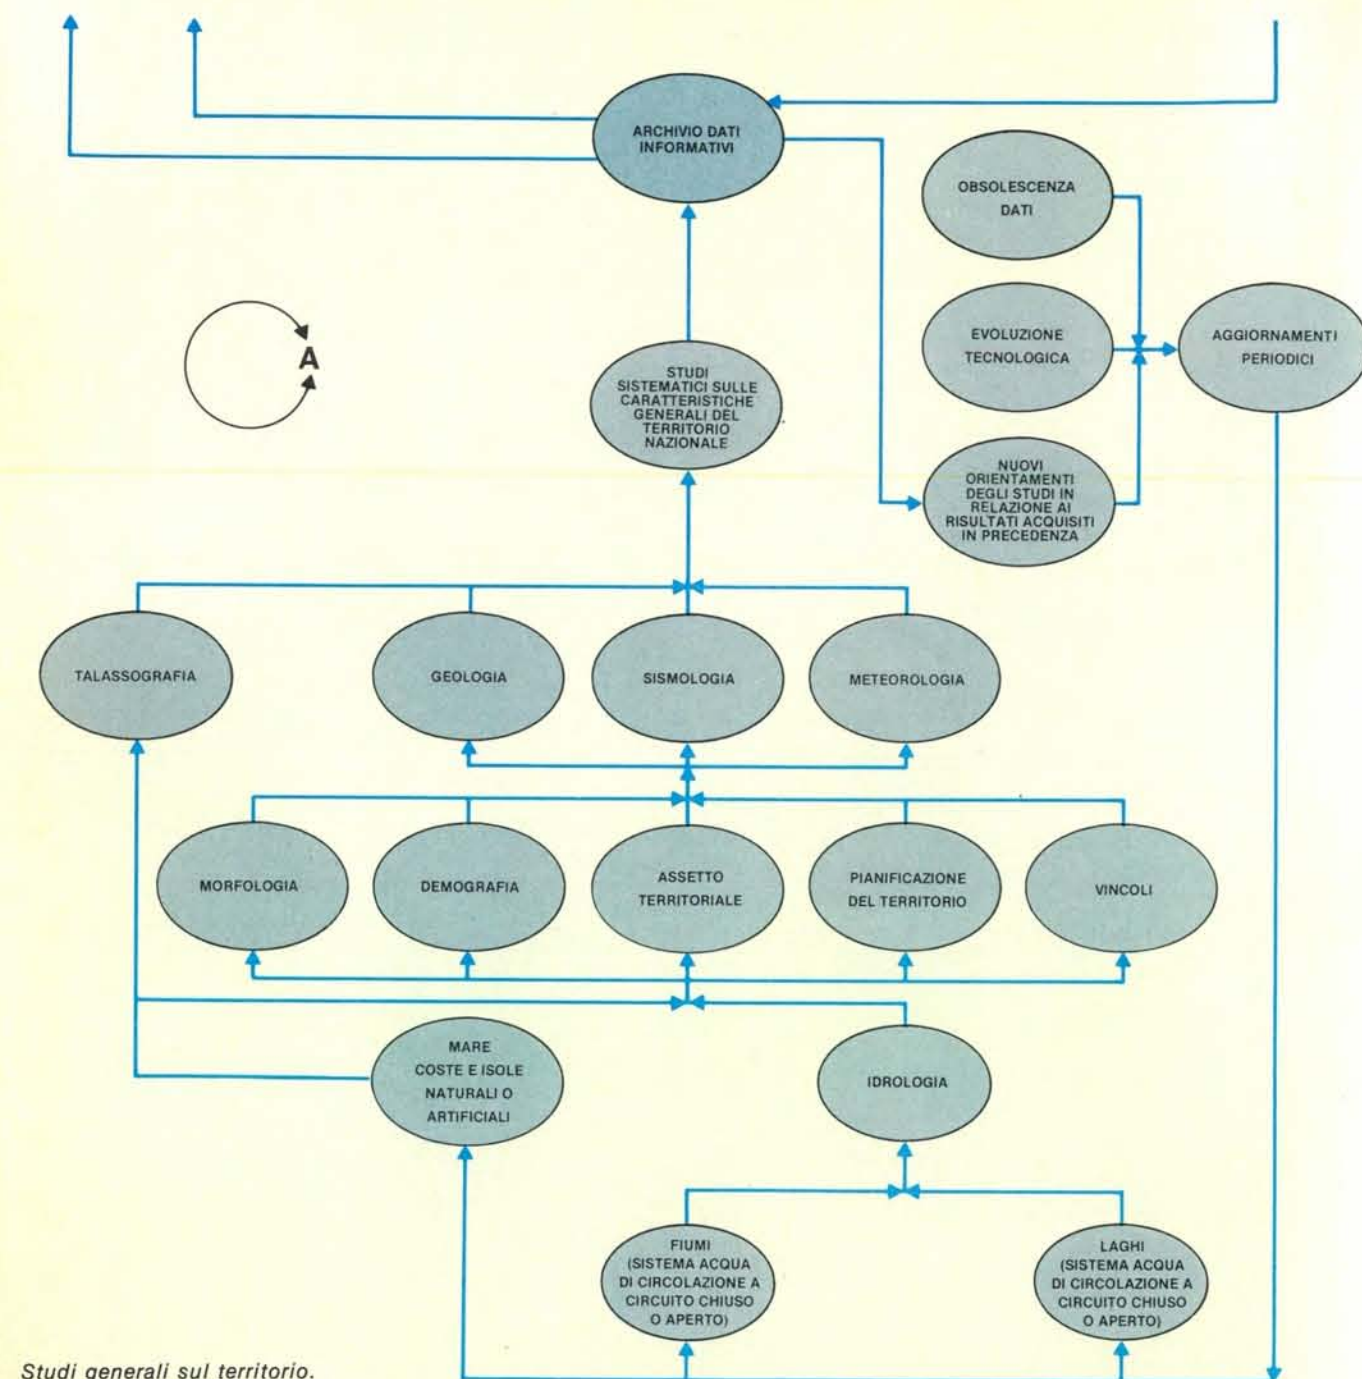 ARCHIVIO DATI
INFORMATIVI
OBSOLESCENZA
DATI
EVOLUZIONE
TECNOLOGICA
AGGIORNAMENTI
PERIODICI
A
STUDI
SISTEMATICI SULLE
CARATTERISTICHE
GENERALI DEL
TERRITORIO
NAZIONALE
NUOVI
ORIENTAMENTI
DEGLI STUDI IN
RELAZIONE AI
RISULTATI ACQUISITI
IN PRECEDENZA
TALASSOGRAFIA
GEOLOGIA
SISMOLOGIA
METEOROLOGIA
MORFOLOGIA
DEMOGRAFIA
ASSETTO
TERRITORIALE
PIANIFICAZIONE
DEL TERRITORIO
VINCOLI
MARE
COSTE E ISOLE
NATURALI O
ARTIFICIALI
IDROLOGIA
FIUMI
(SISTEMA ACQUA
DI CIRCOLAZIONE A
CIRCUITO CHIUSO
O APERTO)
LAGHI
(SISTEMA ACQUA
DI CIRCOLAZIONE A
CIRCUITO CHIUSO
O APERTO)
Studi generali sul territorio.